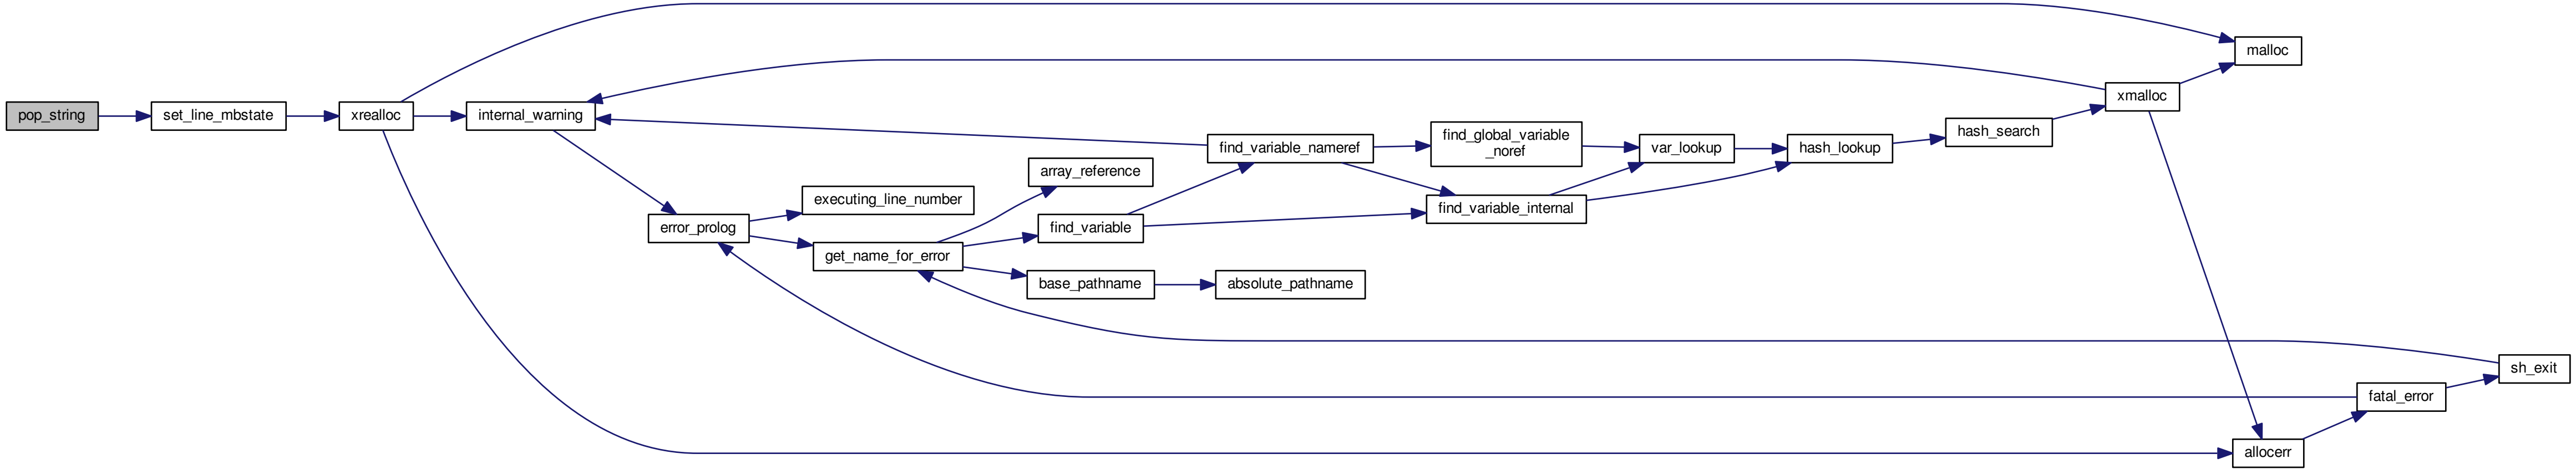 pop_string
set_line_mbstate
xrealloc
internal_warning
error_prolog
executing_line_number
get_name_for_error
array_reference
find_variable
base_pathname
absolute_pathname
find_variable_nameref
find_global_variable
_noref
find_variable_internal
var_lookup
hash_lookup
hash_search
xmalloc
malloc
allocerr
fatal_error
sh_exit